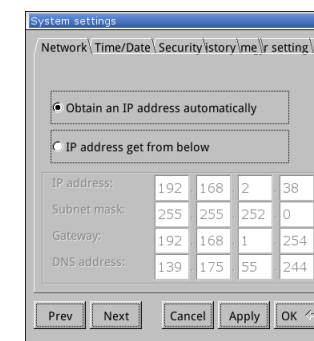 System settings
Network Time/Date Security istory me r setting
Obtain an IP address automatically
IP address get from below
IP address: 192 . 168 . 2 . 38
Subnet mask: 255 . 255 . 252 . 0
Gateway: 192 . 168 . 1 . 254
DNS address: 139 . 175 . 55 . 244
Prev Next Cancel Apply OK